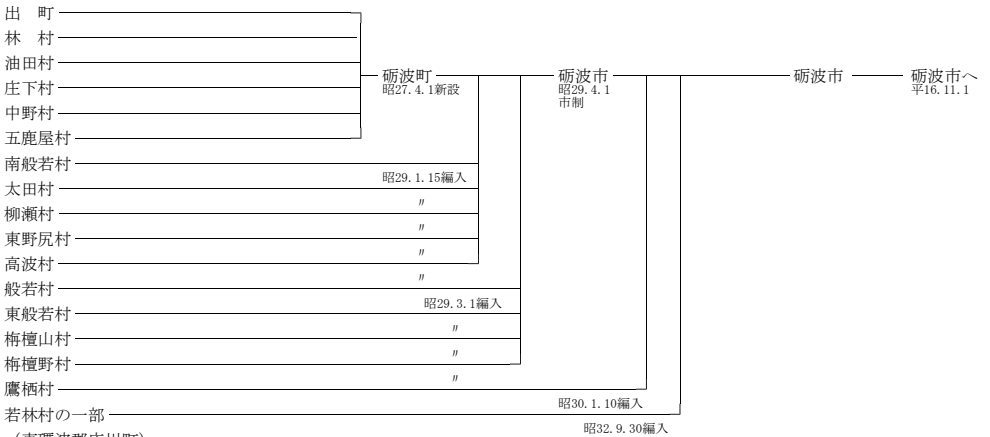 出　町
林　村
油田村
砺波町
砺波市
砺波市
砺波市へ
庄下村
昭27.4.1新設
昭29.4.1
市制
平16.11.1
中野村
五鹿屋村
南般若村
昭29.1.15編入
太田村
〃
柳瀬村
〃
東野尻村
〃
高波村
〃
般若村
昭29.3.1編入
東般若村
〃
栴檀山村
〃
栴檀野村
〃
鷹栖村
昭30.1.10編入
若林村の一部
昭32.9.30編入